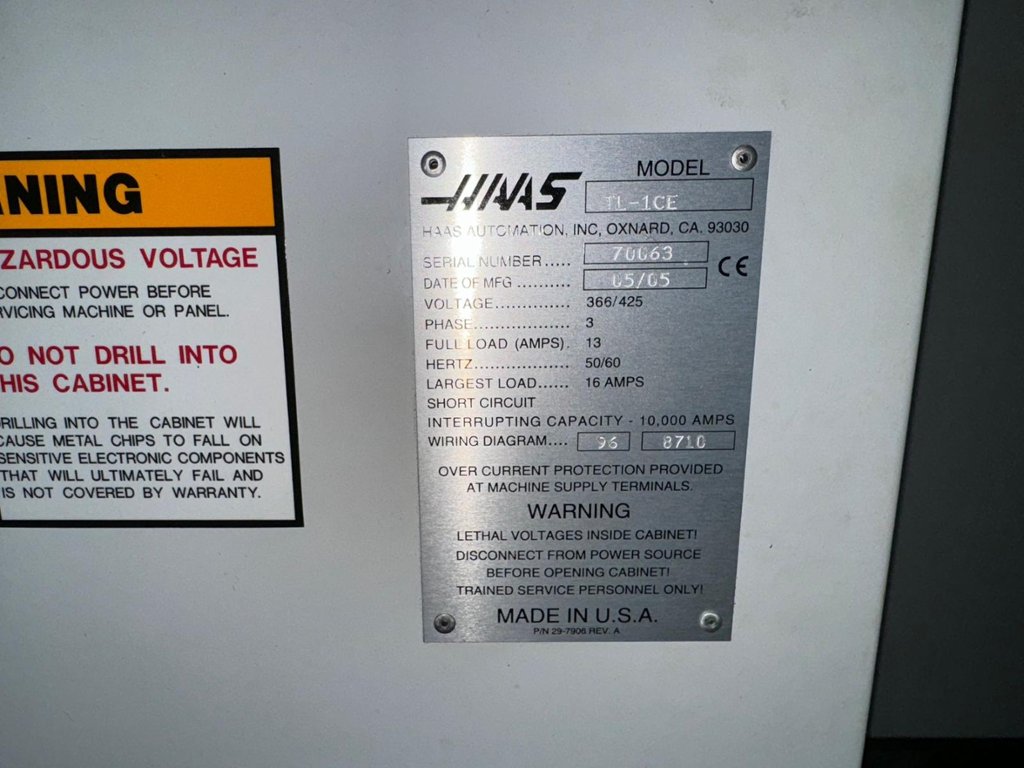 NING
ZARDOUS VOLTAGE
CONNECT POWER BEFORE
RVICING MACHINE OR PANEL.
O NOT DRILL INTO
HIS CABINET.
RILLING INTO THE CABINET WILL
CAUSE METAL CHIPS TO FALL ON
SENSITIVE ELECTRONIC COMPONENTS
THAT WILL ULTIMATELY FAIL AND
IS NOT COVERED BY WARRANTY.
HAAS
MODEL
TL-1CE
HAAS AUTOMATION, INC, OXNARD, CA. 93030
SERIAL NUMBER ..... 70063
DATE OF MFG .......... 05/05
CE
VOLTAGE.............. 366/425
PHASE.................. 3
FULL LOAD (AMPS). 13
HERTZ.................. 50/60
LARGEST LOAD...... 16 AMPS
SHORT CIRCUIT
INTERRUPTING CAPACITY - 10,000 AMPS
WIRING DIAGRAM.... 96 8710
OVER CURRENT PROTECTION PROVIDED
AT MACHINE SUPPLY TERMINALS.
WARNING
LETHAL VOLTAGES INSIDE CABINET!
DISCONNECT FROM POWER SOURCE
BEFORE OPENING CABINET!
TRAINED SERVICE PERSONNEL ONLY!
MADE IN U.S.A.
P/N 29-7906 REV. A